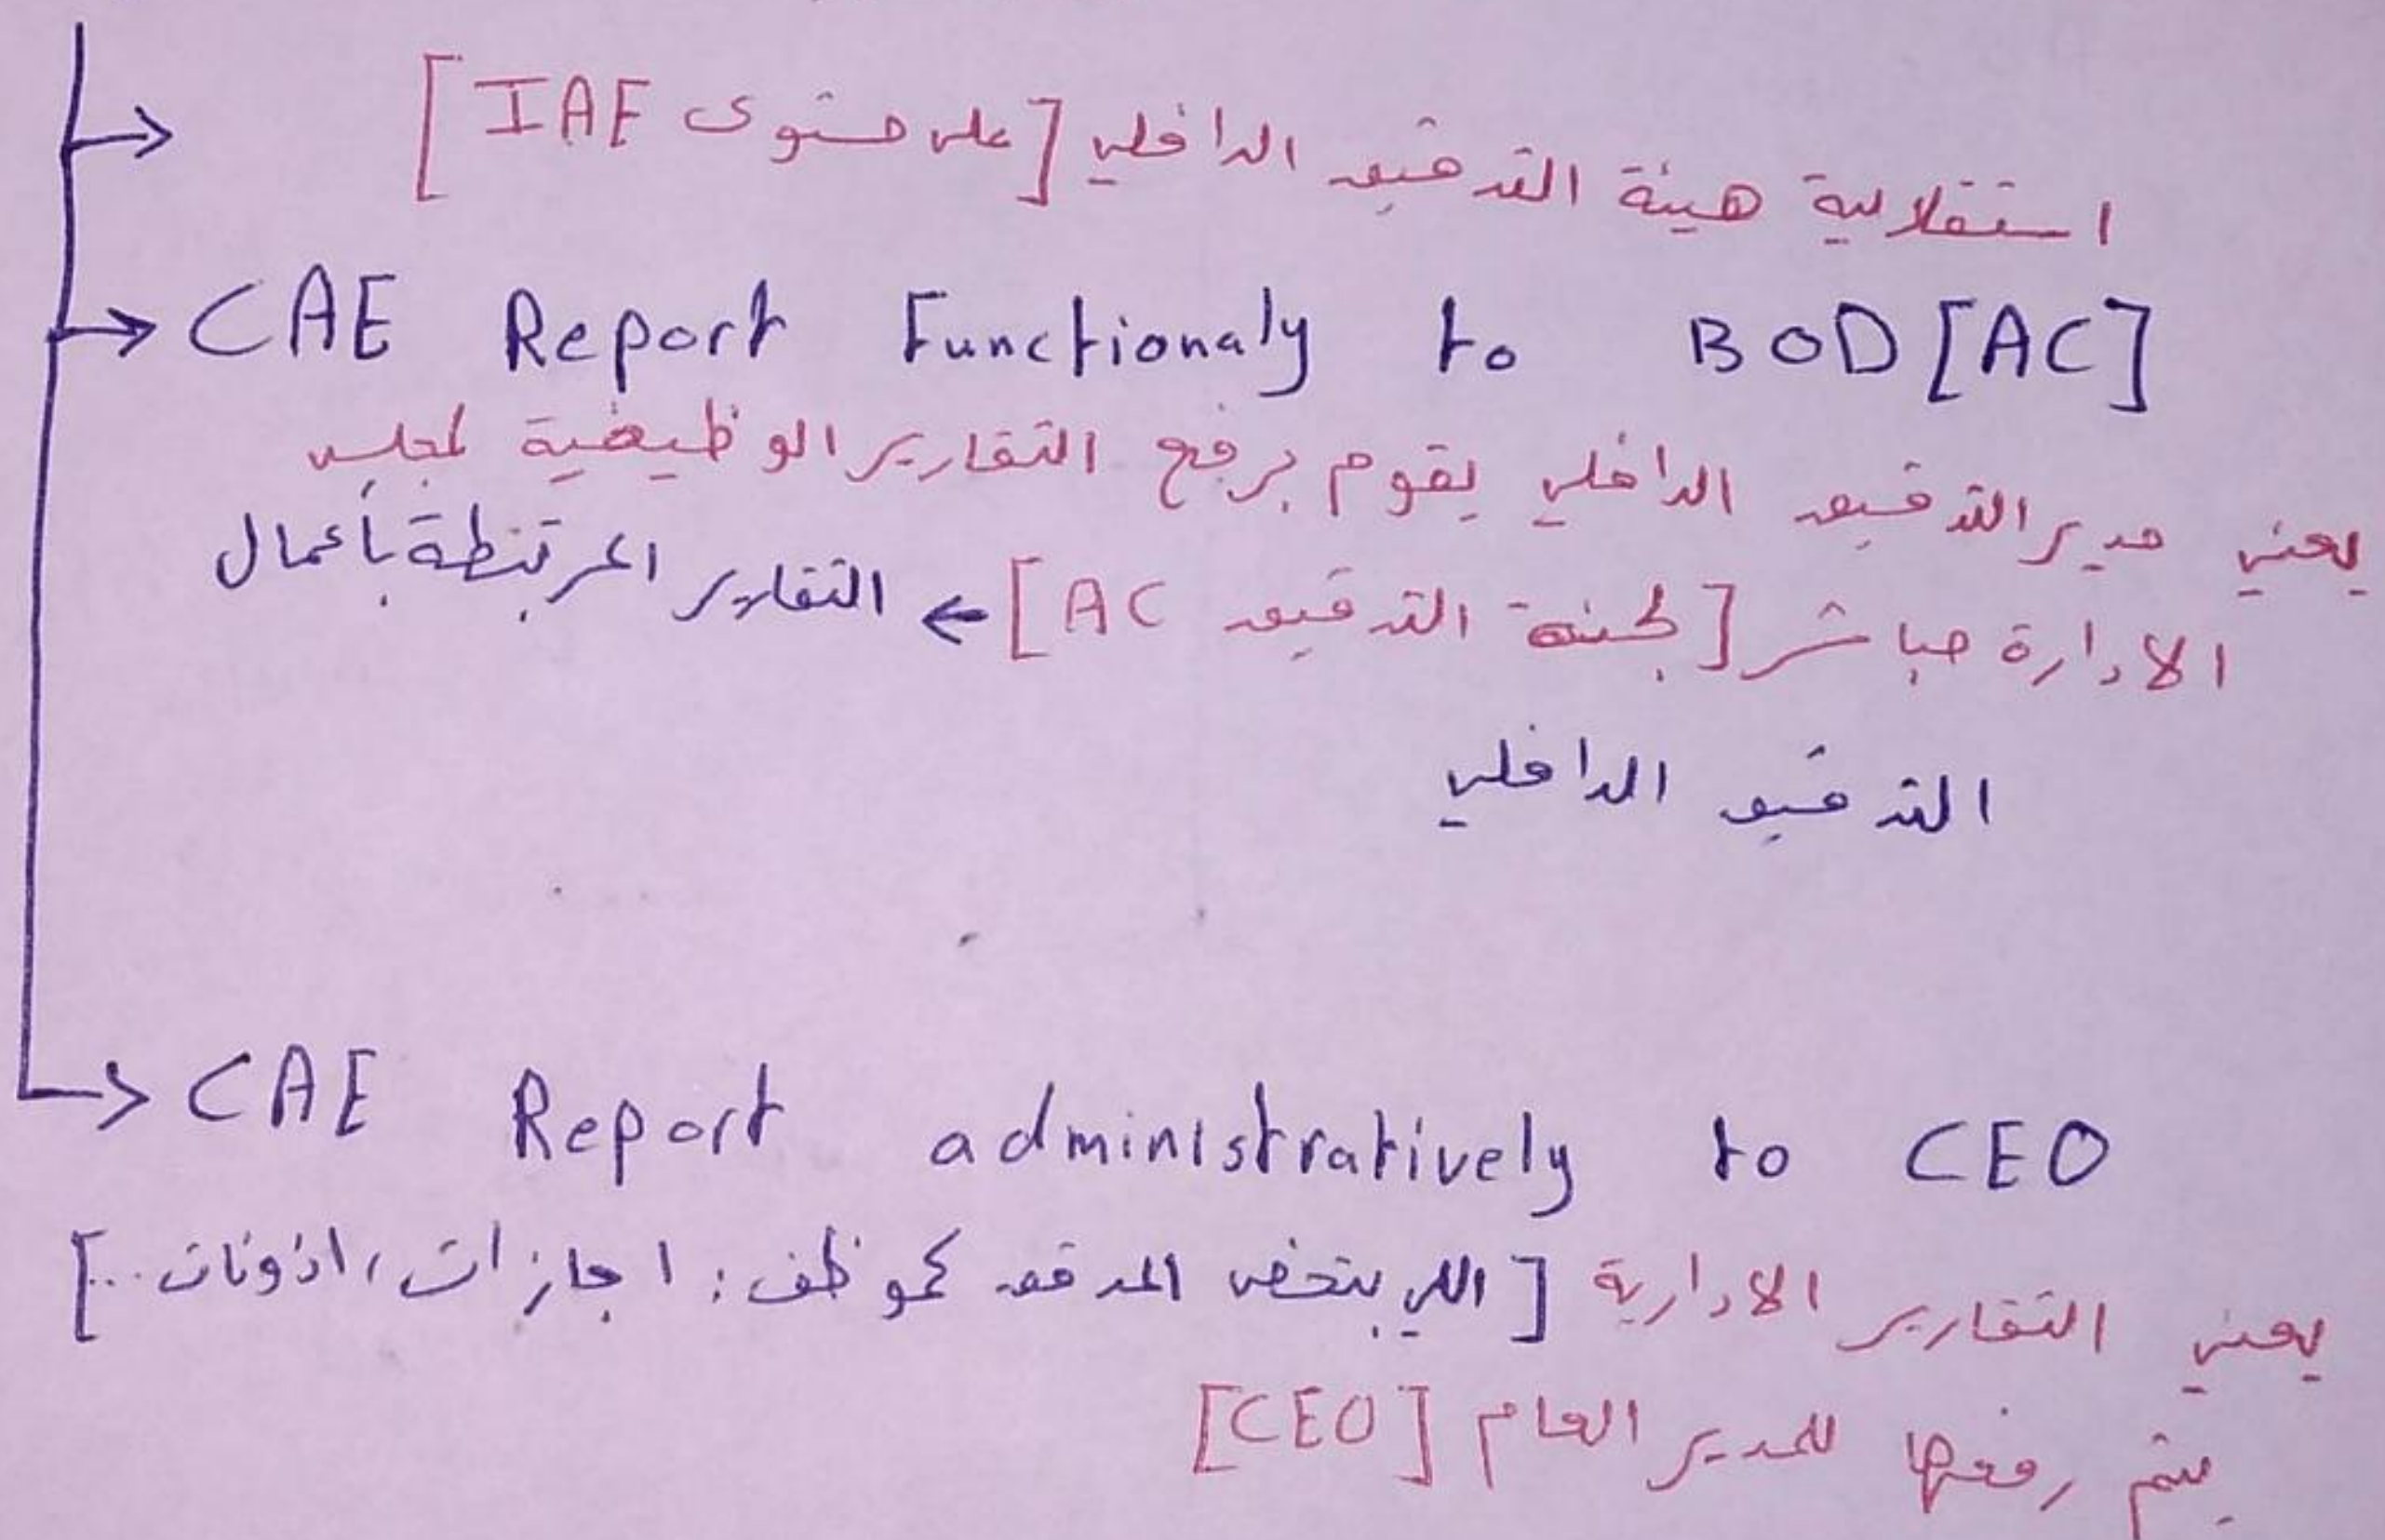 استقلالية هيئة التدقيق الداخلي [على مستوى IAF]
CAE Report Functionaly to BOD [AC]
يعني مدير التدقيق الداخلي يقوم برفع التقارير الوظيفية لمجلس
الادارة مباشر [لجنة التدقيق AC] ← التقارير المرتبطة بأعمال
التدقيق الداخلي
CAE Report administratively to CEO
يعني التقارير الادارية [اللي بتخص المدقق كموظف: اجازات، اذونات ...]
يتم رفعها للمدير العام [CEO]